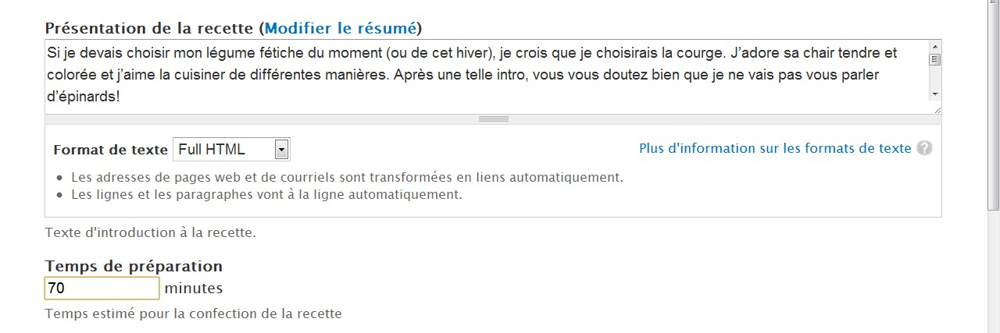 Présentation de la recette (Modifier le résumé)
Si je devais choisir mon légume fétiche du moment (ou de cet hiver), je crois que je choisirais la courge. J’adore sa chair tendre et
colorée et j’aime la cuisiner de différentes manières. Après une telle intro, vous vous doutez bien que je ne vais pas vous parler
d’épinards!
Format de texte Full HTML Plus d'information sur les formats de texte ?
Les adresses de pages web et de courriels sont transformées en liens automatiquement.
Les lignes et les paragraphes vont à la ligne automatiquement.
Texte d'introduction à la recette.
Temps de préparation
70 minutes
Temps estimé pour la confection de la recette